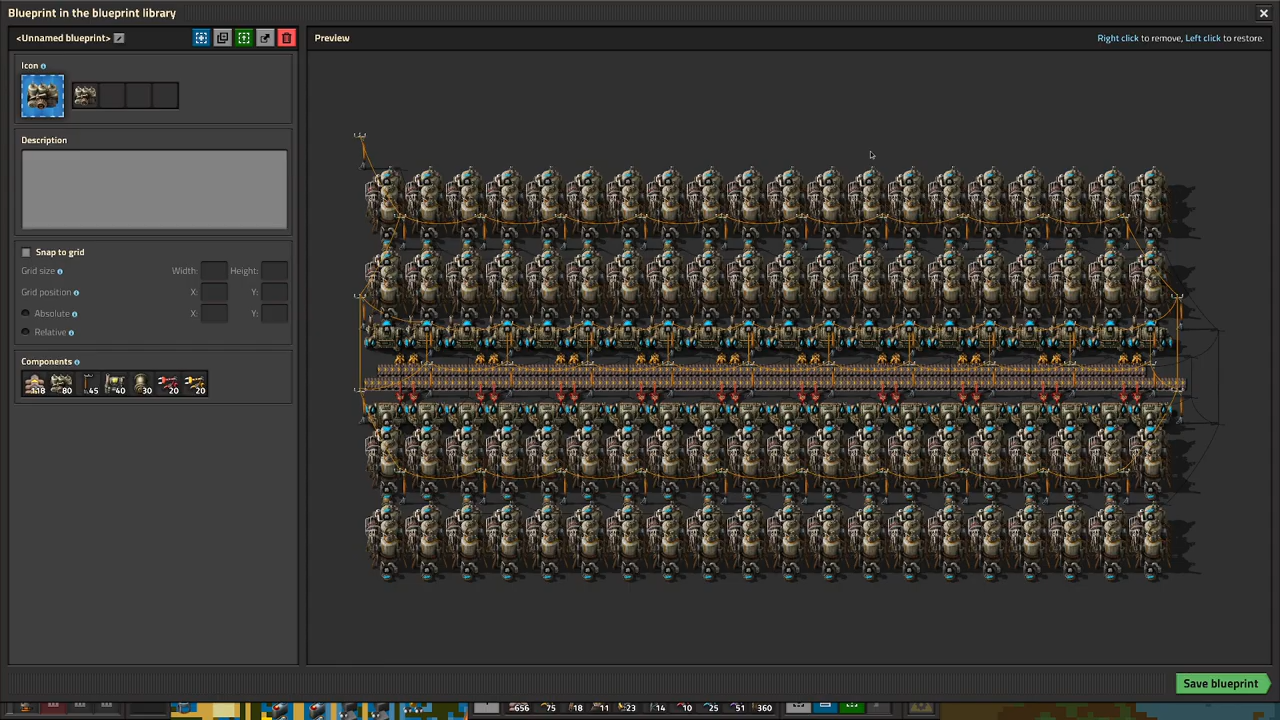 Blueprint in the blueprint library
<Unnamed blueprint>
Preview
Right click to remove, Left click to restore.
Icon
Description
Snap to grid
Grid size
Width:
Height:
Grid position
X:
Y:
Absolute
X:
Y:
Relative
Components
118 80 45 40 30 20 20
Save blueprint
656 75 18 11 23 14 10 25 51 360